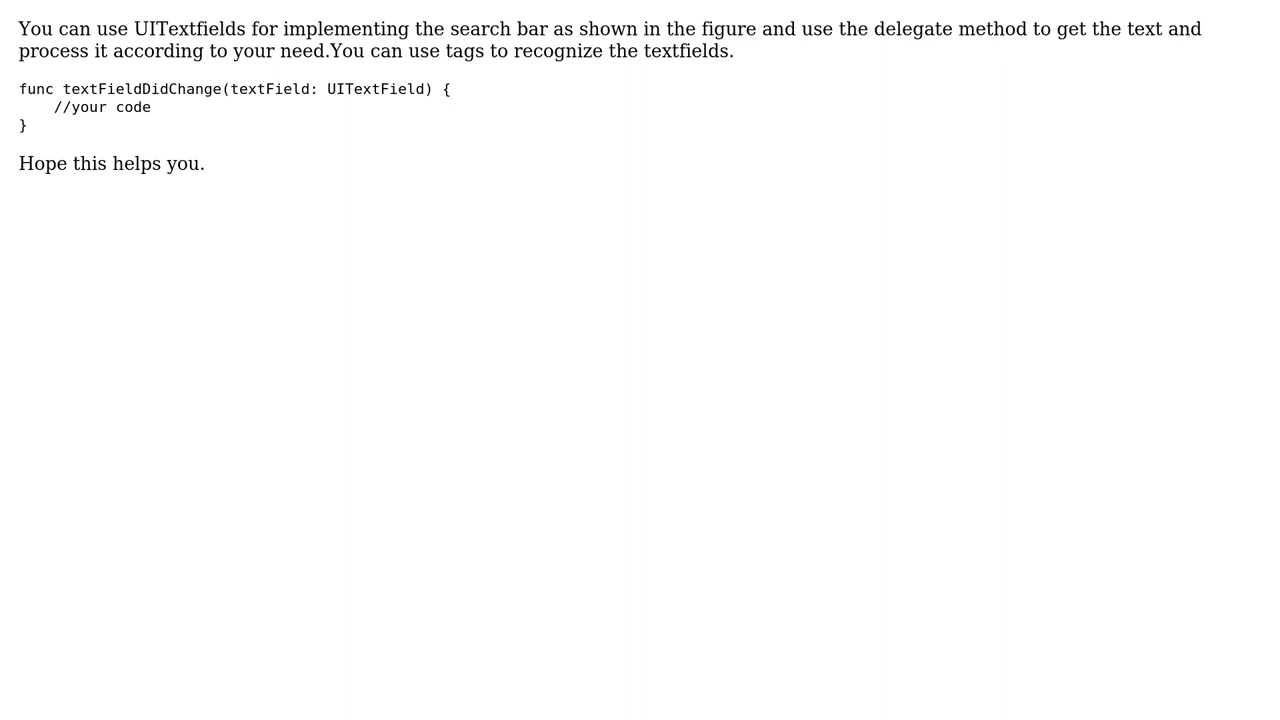 You can use UITextfields for implementing the search bar as shown in the figure and use the delegate method to get the text and
process it according to your need.You can use tags to recognize the textfields.
func textFieldDidChange(textField: UITextField) {
    //your code
}
Hope this helps you.